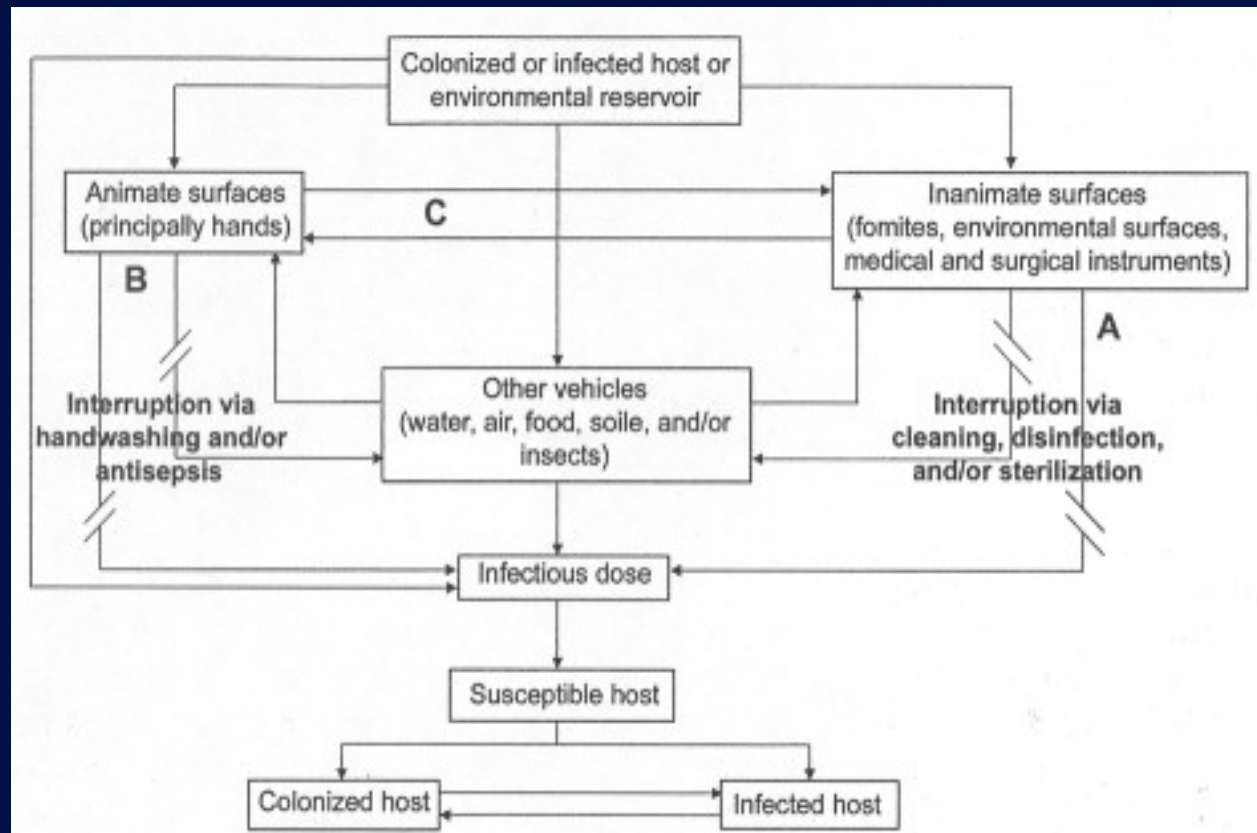 Colonized or infected host or
environmental reservoir
Animate surfaces
(principally hands)
C
Inanimate surfaces
(fomites, environmental surfaces,
medical and surgical instruments)
B
A
Interruption via
handwashing and/or
antisepsis
Other vehicles
(water, air, food, soile, and/or
insects)
Interruption via
cleaning, disinfection,
and/or sterilization
Infectious dose
Susceptible host
Colonized host
Infected host